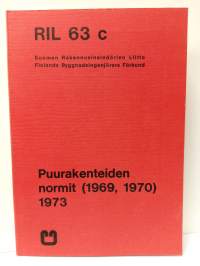 RIL 63 c
Suomen Rakennusinsinöörien Liitto
Finlands Byggnadsingenjörers Förbund
Puurakenteiden
normit (1969, 1970)
1973